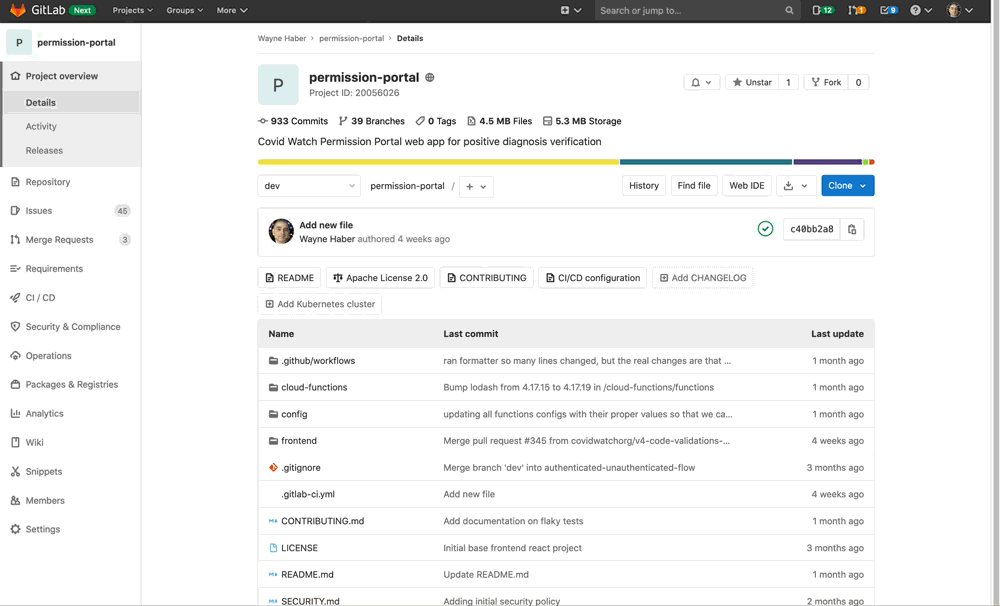 GitLab Next Projects Groups More Search or jump to... 12 1 9
P permission-portal
Project overview
Details
Activity
Releases
Repository
Issues 45
Merge Requests 3
Requirements
CI / CD
Security & Compliance
Operations
Packages & Registries
Analytics
Wiki
Snippets
Members
Settings
Wayne Haber > permission-portal > Details
P
permission-portal
Project ID: 20056026
Unstar 1 Fork 0
933 Commits 39 Branches 0 Tags 4.5 MB Files 5.3 MB Storage
Covid Watch Permission Portal web app for positive diagnosis verification
dev permission-portal / + History Find file Web IDE Clone
Add new file
Wayne Haber authored 4 weeks ago
c40bb2a8
README Apache License 2.0 CONTRIBUTING CI/CD configuration Add CHANGELOG
Add Kubernetes cluster
Name Last commit Last update
.github/workflows ran formatter so many lines changed, but the real changes are that ... 1 month ago
cloud-functions Bump lodash from 4.17.15 to 4.17.19 in /cloud-functions/functions 1 month ago
config updating all functions configs with their proper values so that we ca... 1 month ago
frontend Merge pull request #345 from covidwatchorg/v4-code-validations-... 4 weeks ago
.gitignore Merge branch 'dev' into authenticated-unauthenticated-flow 3 months ago
.gitlab-ci.yml Add new file 4 weeks ago
CONTRIBUTING.md Add documentation on flaky tests 1 month ago
LICENSE Initial base frontend react project 3 months ago
README.md Update README.md 1 month ago
SECURITY.md Adding initial security policy 2 months ago